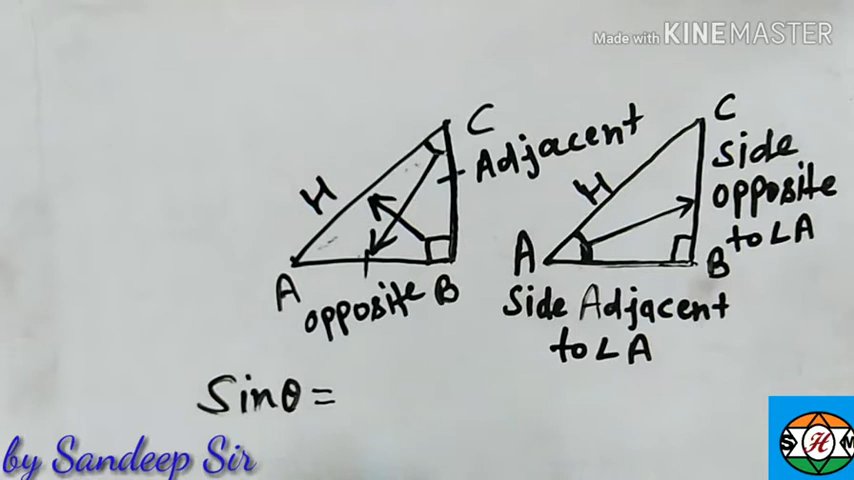 Made with KINEMASTER
C
Adjacent
H
A
opposite
B
C
Side
opposite
to ∠A
H
A
B
Side Adjacent
to ∠A
Sinθ =
by Sandeep Sir
S H M